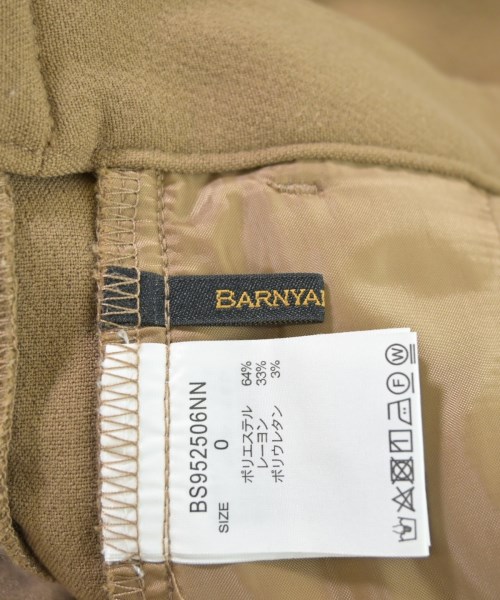 BARNYA
BS952506NN
0
SIZE
ポリエステル 64%
レーヨン 33%
ポリウレタン 3%
F
W